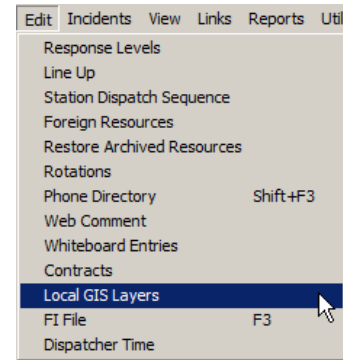 Edit Incidents View Links Reports Util
Response Levels
Line Up
Station Dispatch Sequence
Foreign Resources
Restore Archived Resources
Rotations
Phone Directory Shift+F3
Web Comment
Whiteboard Entries
Contracts
Local GIS Layers
FI File F3
Dispatcher Time